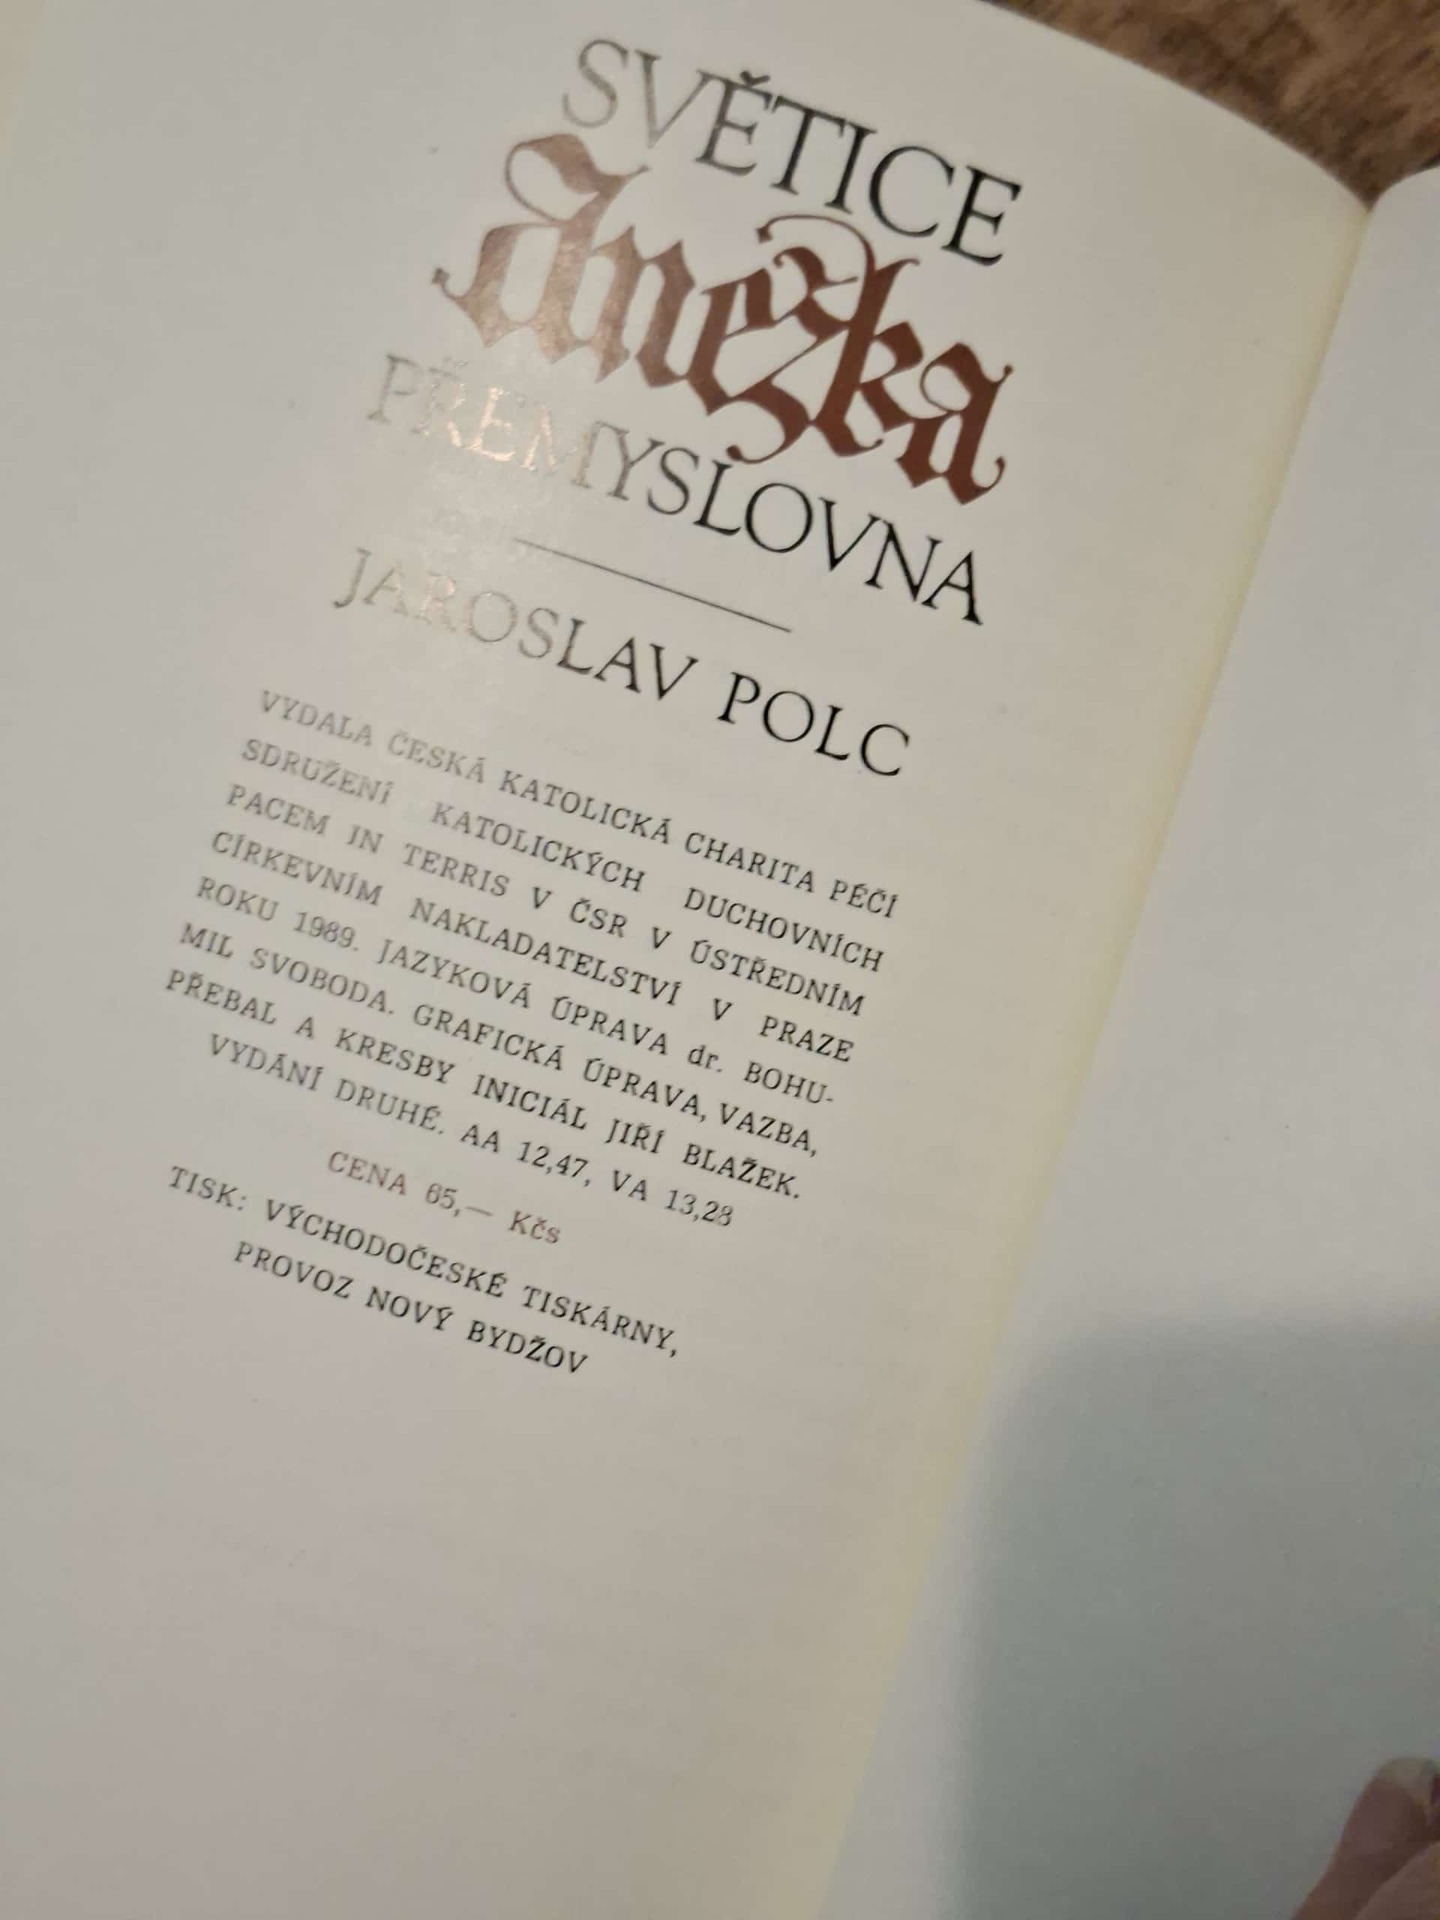 SVĚTICE
Anežka
PŘEMYSLOVNA
JAROSLAV POLC
VYDALA ČESKÁ KATOLICKÁ CHARITA PÉČÍ
SDRUŽENÍ KATOLICKÝCH DUCHOVNÍCH
PACEM IN TERRIS V ČSR V ÚSTŘEDNÍM
CÍRKEVNÍM NAKLADATELSTVÍ V PRAZE
ROKU 1989. JAZYKOVÁ ÚPRAVA dr. BOHU-
MIL SVOBODA. GRAFICKÁ ÚPRAVA, VAZBA,
PŘEBAL A KRESBY INICIÁL JIŘÍ BLAŽEK.
VYDÁNÍ DRUHÉ. AA 12,47, VA 13,28
CENA 65,— Kčs
TISK: VÝCHODOČESKÉ TISKÁRNY,
PROVOZ NOVÝ BYDŽOV